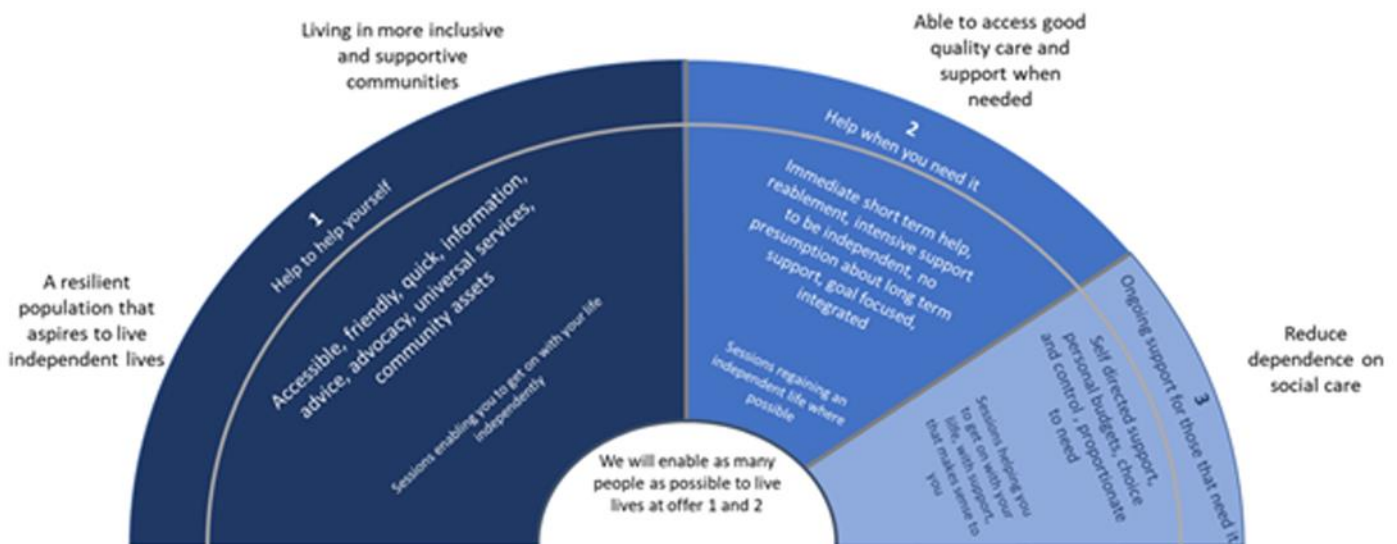 Living in more inclusive
and supportive
communities
Able to access good
quality care and
support when
needed
A resilient
population that
aspires to live
independent lives
Reduce
dependence on
social care
1
Help to help yourself
Accessible, friendly, quick, information,
advice, advocacy, universal services,
community assets
Sessions enabling you to get on with your life
independently
2
Help when you need it
Immediate short term help,
reablement, intensive support
to be independent, no
presumption about long term
support, goal focused,
integrated
Sessions regaining an
independent life where
possible
3
Ongoing support for those that need it
Self directed support,
personal budgets, choice
and control , proportionate
to need
Sessions helping you
to get on with your
life, with support,
that makes sense to
you
We will enable as many
people as possible to live
lives at offer 1 and 2